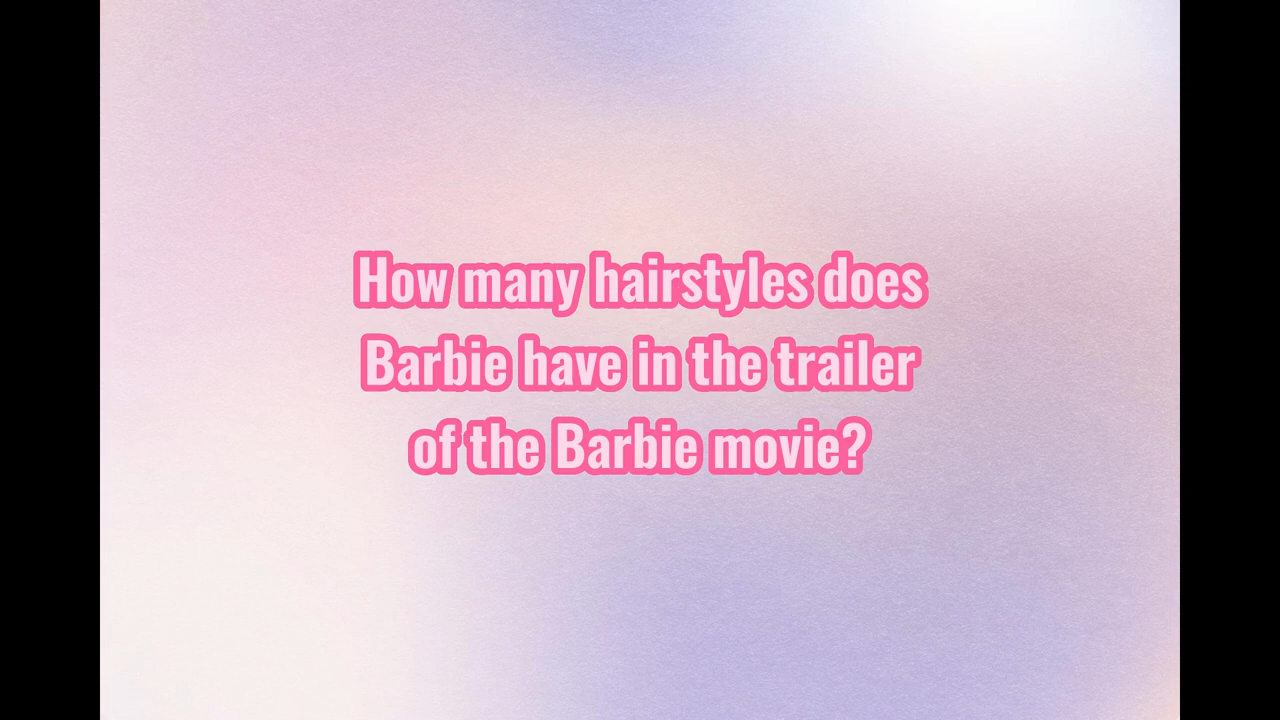 How many hairstyles does
Barbie have in the trailer
of the Barbie movie?